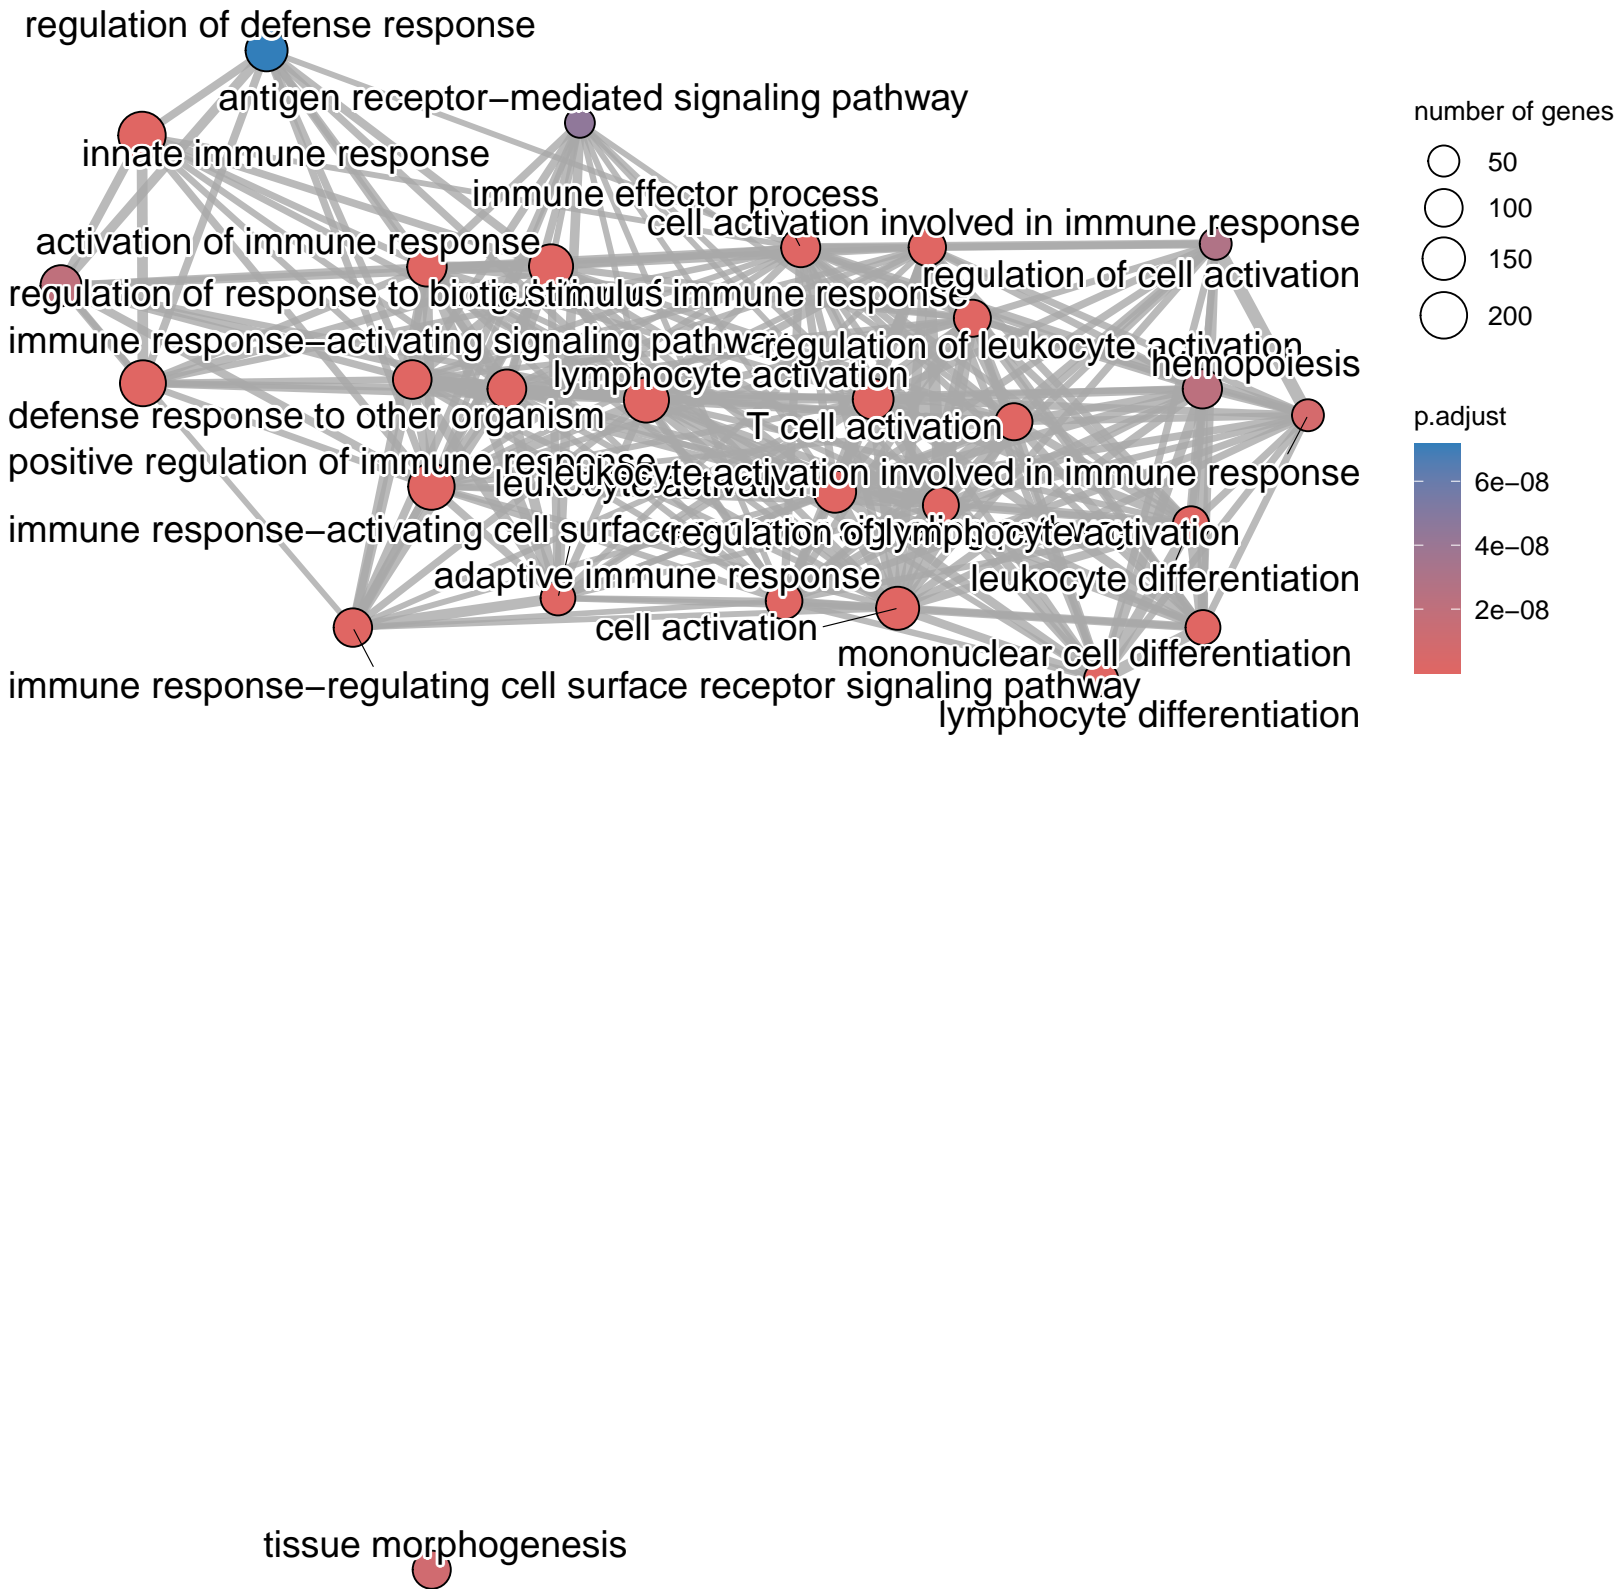 regulation of defense response
antigen receptor−mediated signaling pathway
innate immune response
immune effector process
cell activation involved in immune response
activation of immune response
regulation of cell activation
regulation of response to biotic stimulus
immune response
immune response−activating signaling pathway
regulation of leukocyte activation
hemopoiesis
lymphocyte activation
defense response to other organism
T cell activation
positive regulation of immune response
leukocyte activation involved in immune response
leukocyte activation
immune response−activating cell surface
regulation of lymphocyte activation
adaptive immune response
leukocyte differentiation
cell activation
mononuclear cell differentiation
immune response−regulating cell surface receptor signaling pathway
lymphocyte differentiation
tissue morphogenesis
number of genes
50
100
150
200
p.adjust
6e−08
4e−08
2e−08